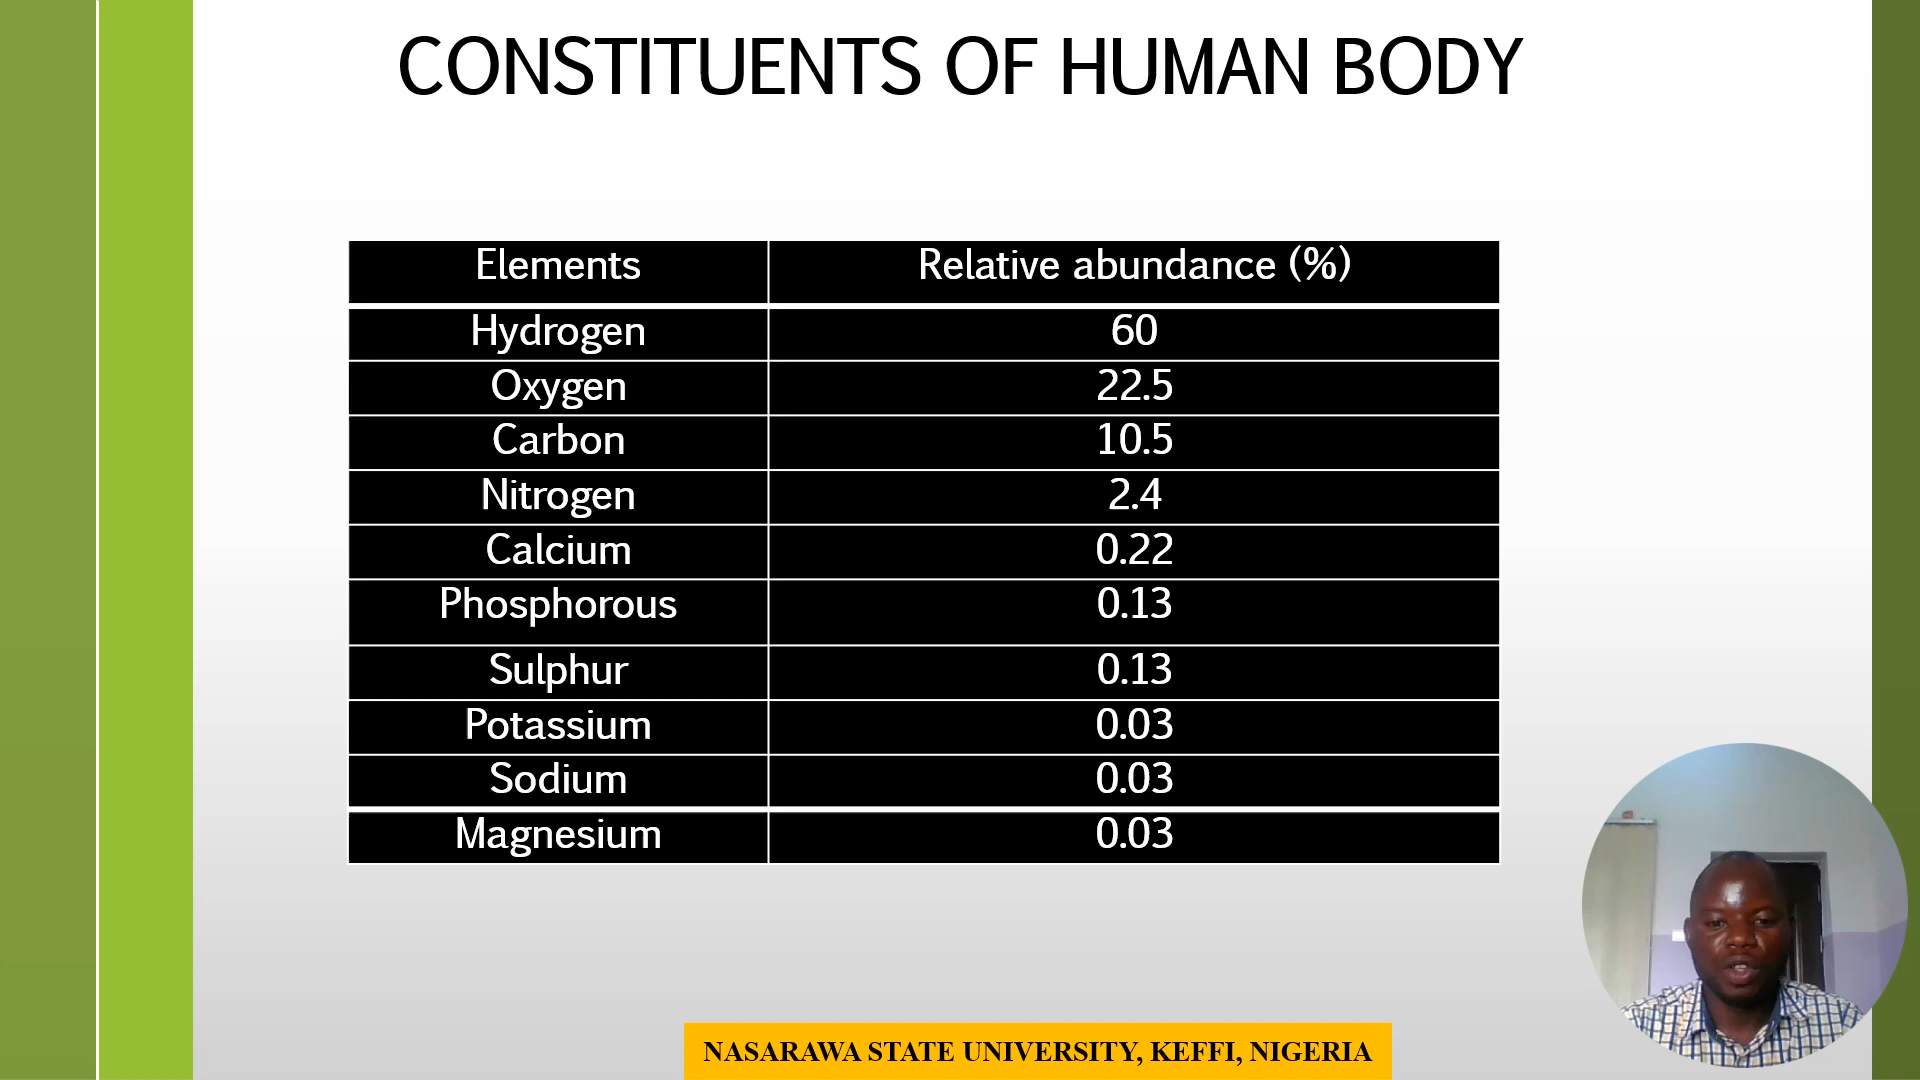 CONSTITUENTS OF HUMAN BODY
Elements Relative abundance (%)
Hydrogen 60
Oxygen 22.5
Carbon 10.5
Nitrogen 2.4
Calcium 0.22
Phosphorous 0.13
Sulphur 0.13
Potassium 0.03
Sodium 0.03
Magnesium 0.03
NASARAWA STATE UNIVERSITY, KEFFI, NIGERIA